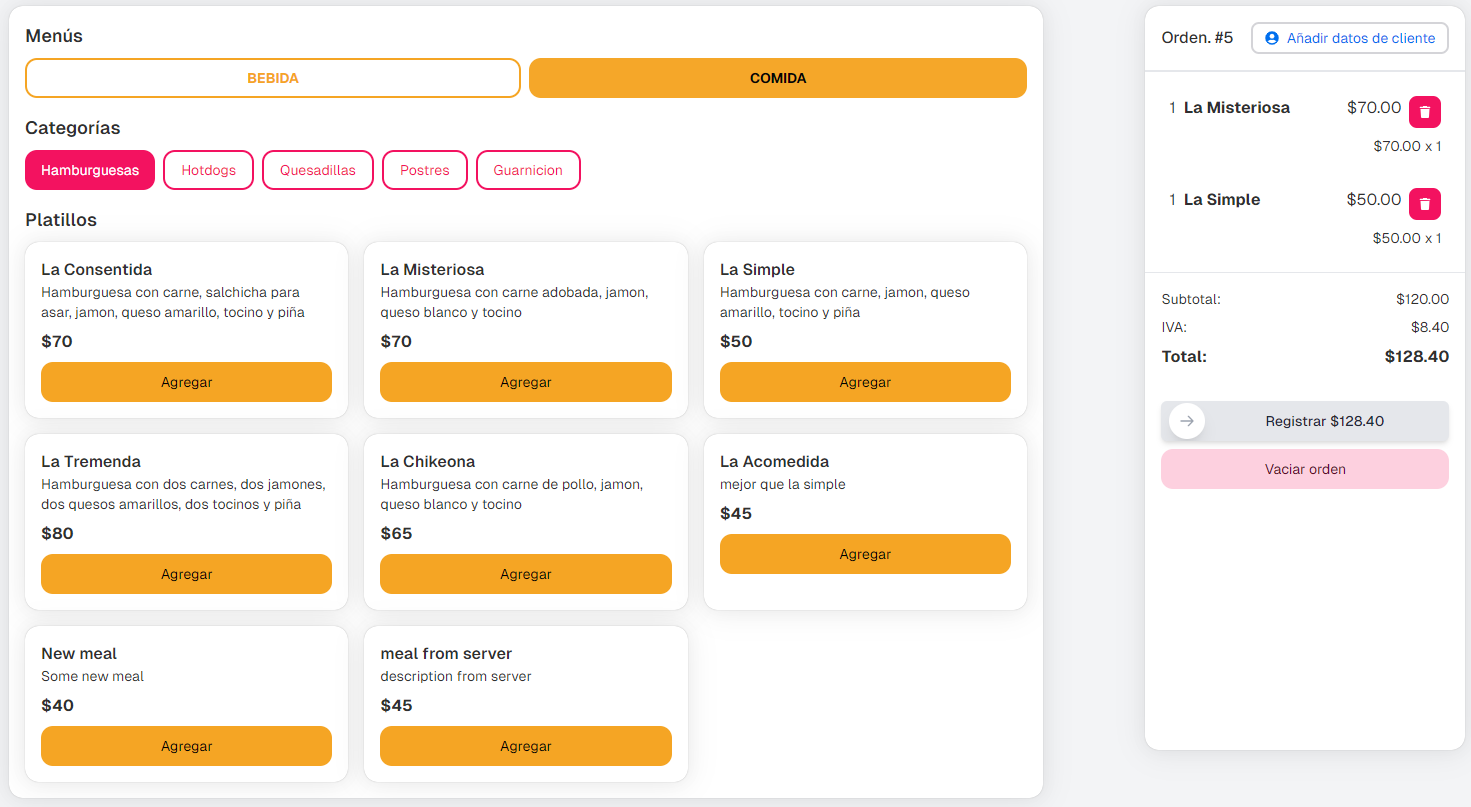 Menús
BEBIDA
COMIDA
Categorías
Hamburguesas
Hotdogs
Quesadillas
Postres
Guarnicion
Platillos
La Consentida
Hamburguesa con carne, salchicha para
asar, jamon, queso amarillo, tocino y piña
$70
Agregar
La Misteriosa
Hamburguesa con carne adobada, jamon,
queso blanco y tocino
$70
Agregar
La Simple
Hamburguesa con carne, jamon, queso
amarillo, tocino y piña
$50
Agregar
La Tremenda
Hamburguesa con dos carnes, dos jamones,
dos quesos amarillos, dos tocinos y piña
$80
Agregar
La Chikeona
Hamburguesa con carne de pollo, jamon,
queso blanco y tocino
$65
Agregar
La Acomedida
mejor que la simple
$45
Agregar
New meal
Some new meal
$40
Agregar
meal from server
description from server
$45
Agregar
Orden. #5
Añadir datos de cliente
1 La Misteriosa $70.00
$70.00 x 1
1 La Simple $50.00
$50.00 x 1
Subtotal: $120.00
IVA: $8.40
Total: $128.40
Registrar $128.40
Vaciar orden